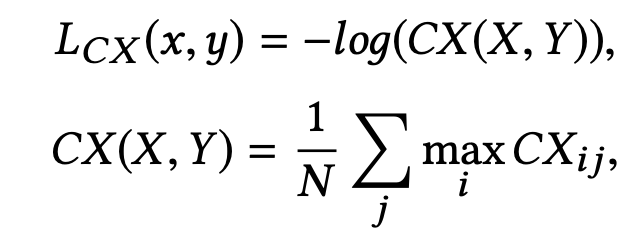 L_{CX}(x, y) = −log(CX(X, Y)),
CX(X, Y) = \frac{1}{N} \sum_{j} \max_{i} CX_{ij},